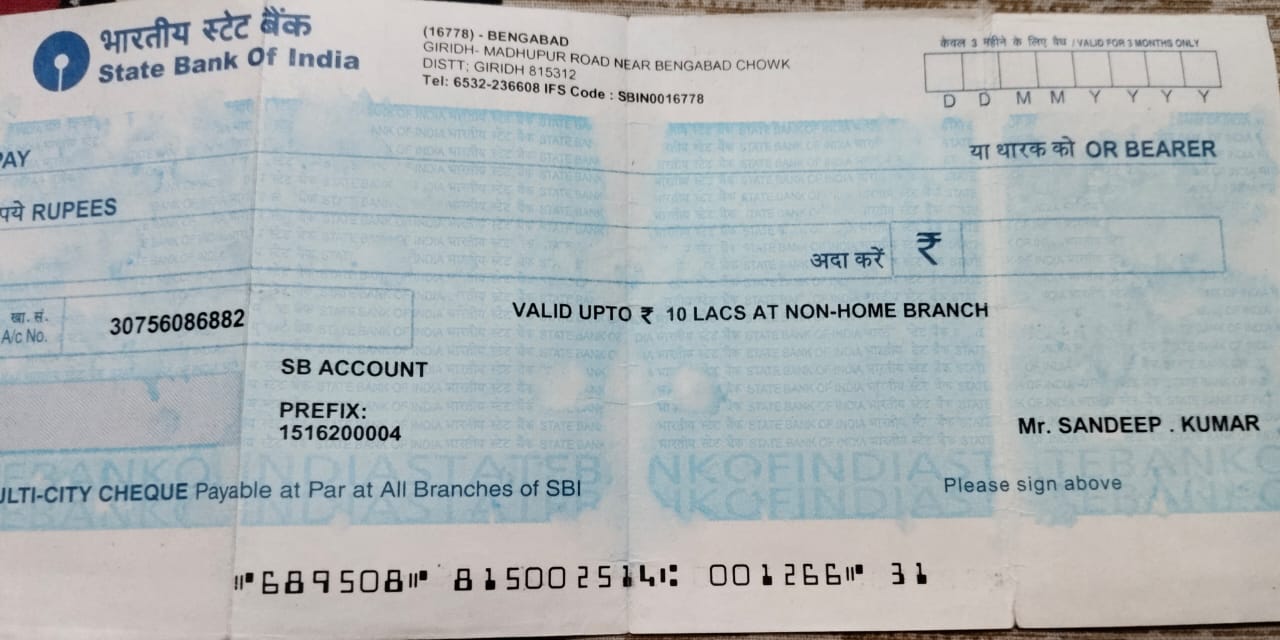 भारतीय स्टेट बैंक
State Bank Of India
(16778) - BENGABAD
GIRIDH- MADHUPUR ROAD NEAR BENGABAD CHOWK
DISTT; GIRIDH 815312
Tel: 6532-236608 IFS Code : SBIN0016778
केवल 3 महीने के लिए वैध / VALID FOR 3 MONTHS ONLY
D D M M Y Y Y Y
PAY
या धारक को OR BEARER
पये RUPEES
अदा करें ₹
खा. सं.
A/c No.
30756086882
VALID UPTO ₹ 10 LACS AT NON-HOME BRANCH
SB ACCOUNT
PREFIX:
1516200004
Mr. SANDEEP . KUMAR
ULTI-CITY CHEQUE Payable at Par at All Branches of SBI
Please sign above
⑈689508⑈ 815002514⑆ 001266⑈ 31